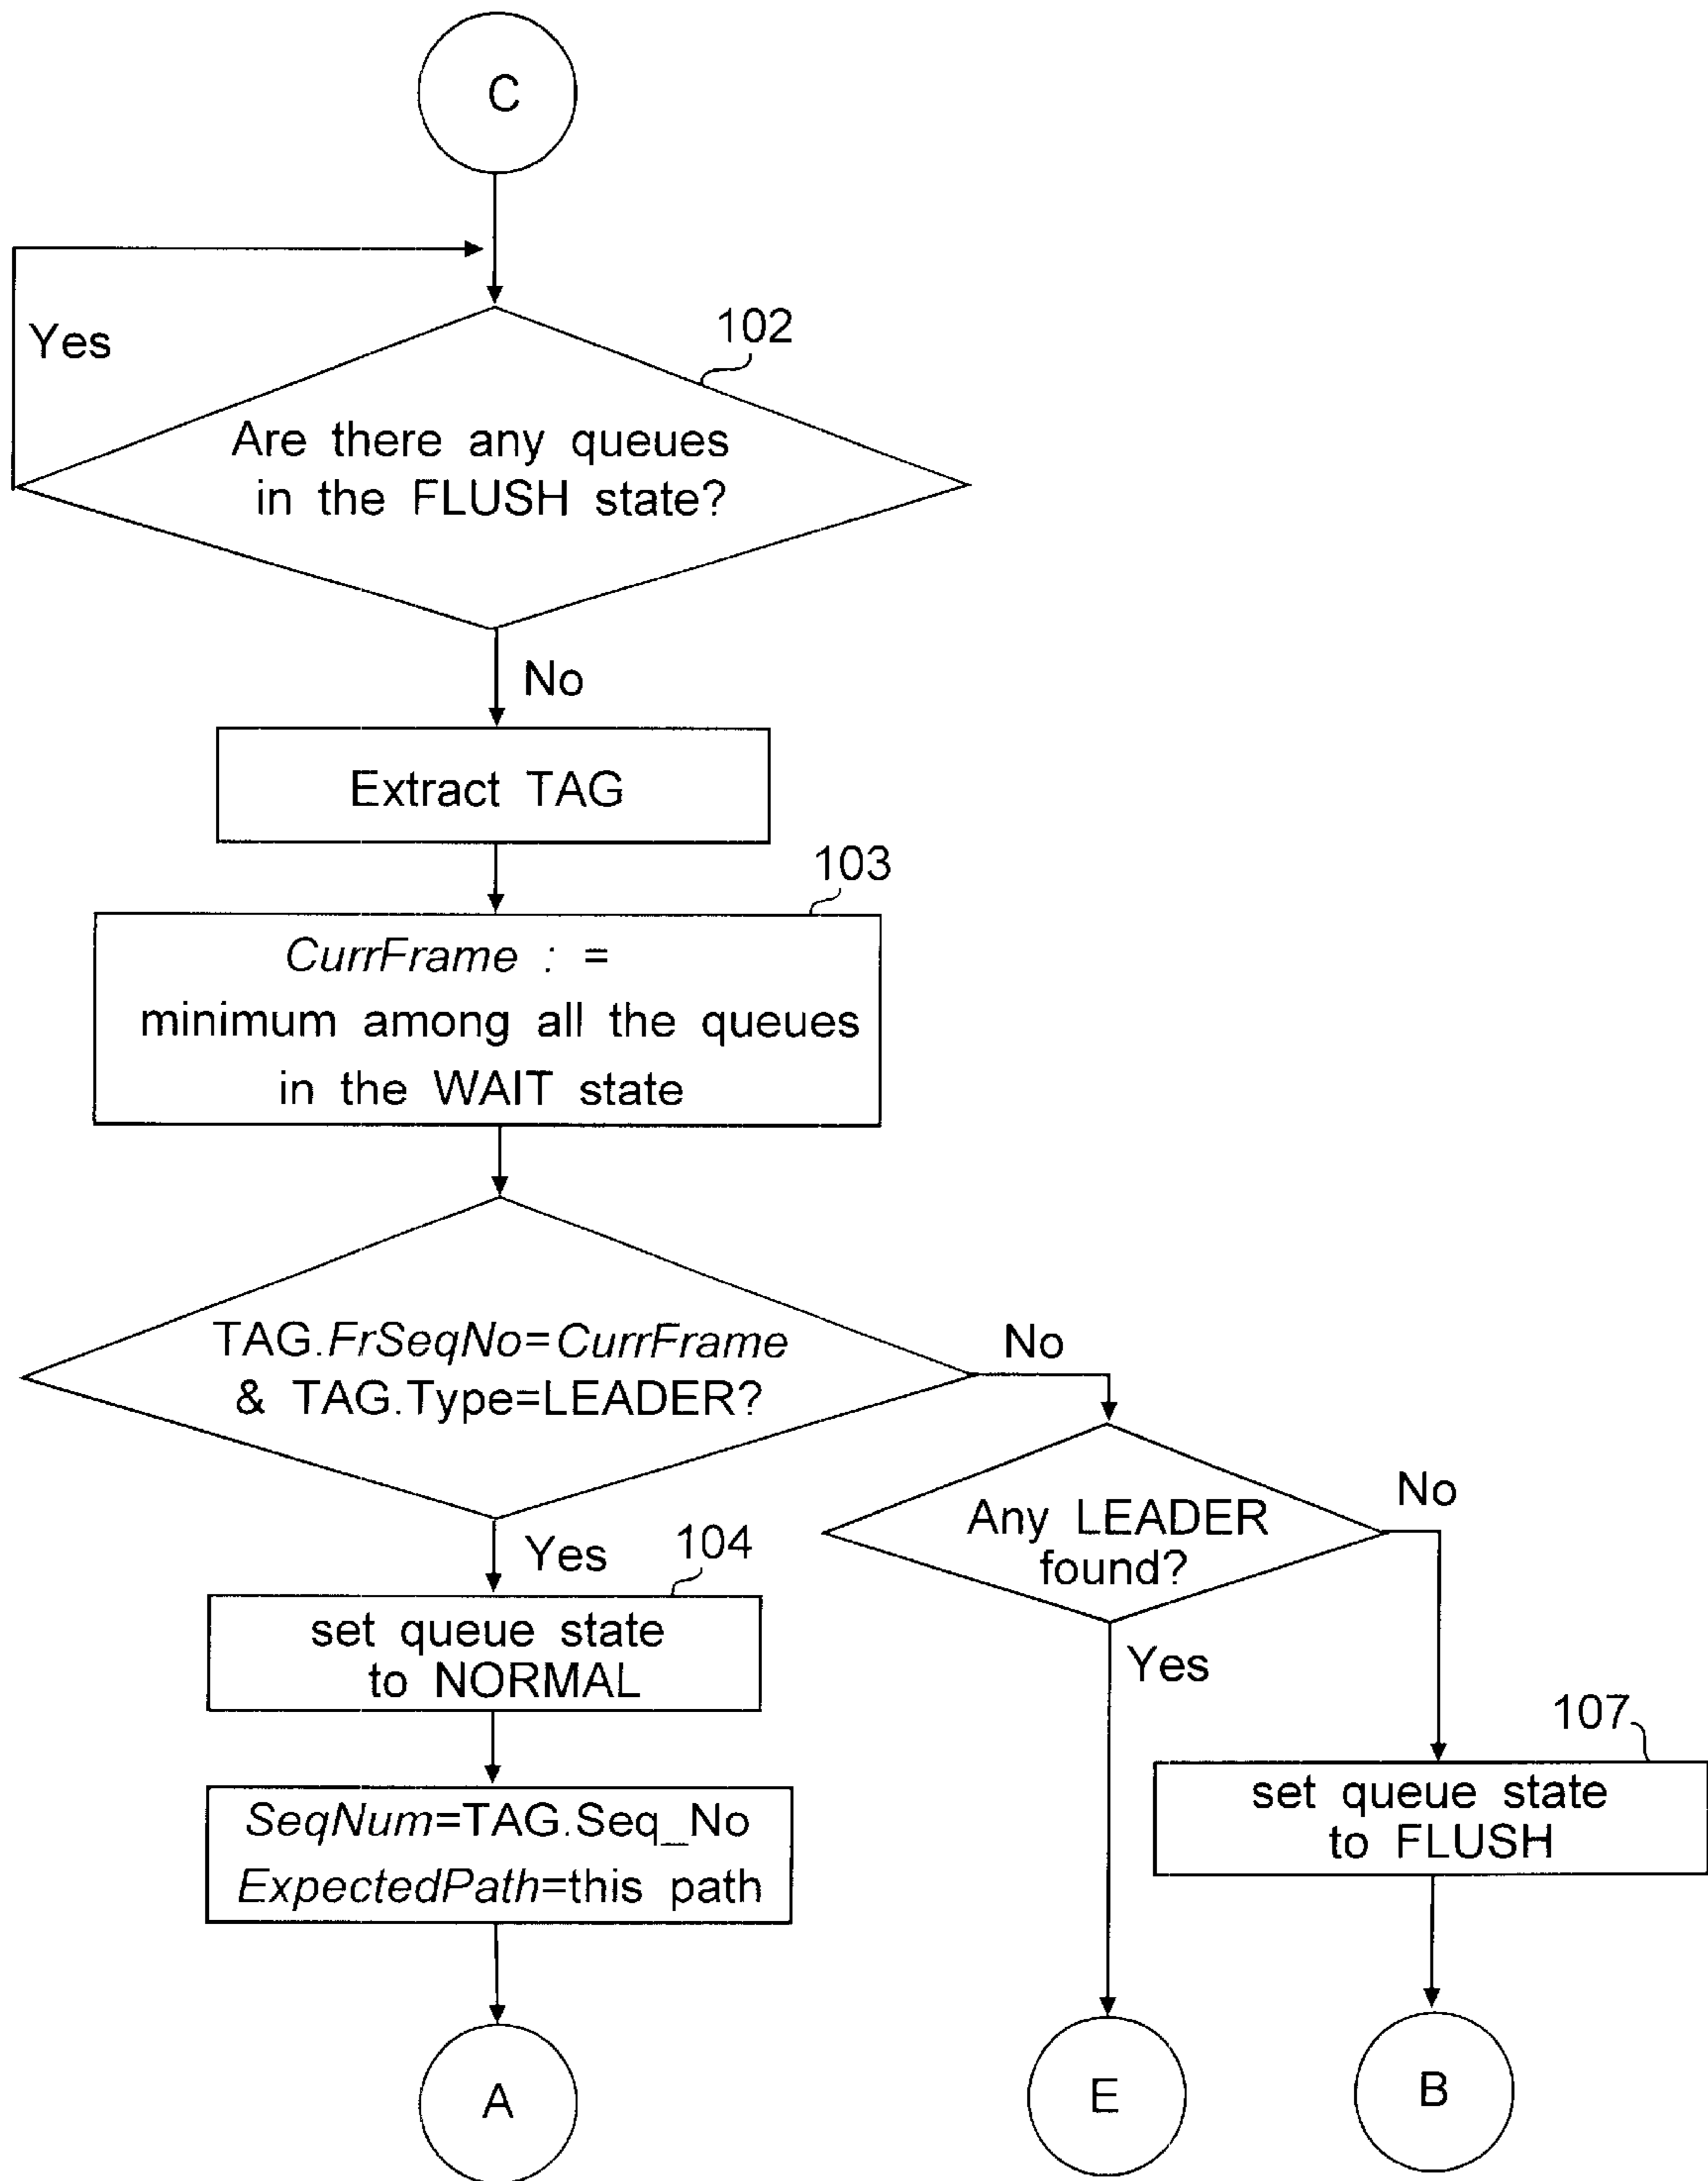 C
Yes
102
Are there any queues
in the FLUSH state?
No
Extract TAG
103
CurrFrame : =
minimum among all the queues
in the WAIT state
TAG.FrSeqNo=CurrFrame
& TAG.Type=LEADER?
No
Any LEADER
found?
No
Yes
104
set queue state
to NORMAL
Yes
107
set queue state
to FLUSH
SeqNum=TAG.Seq_No
ExpectedPath=this path
A
E
B